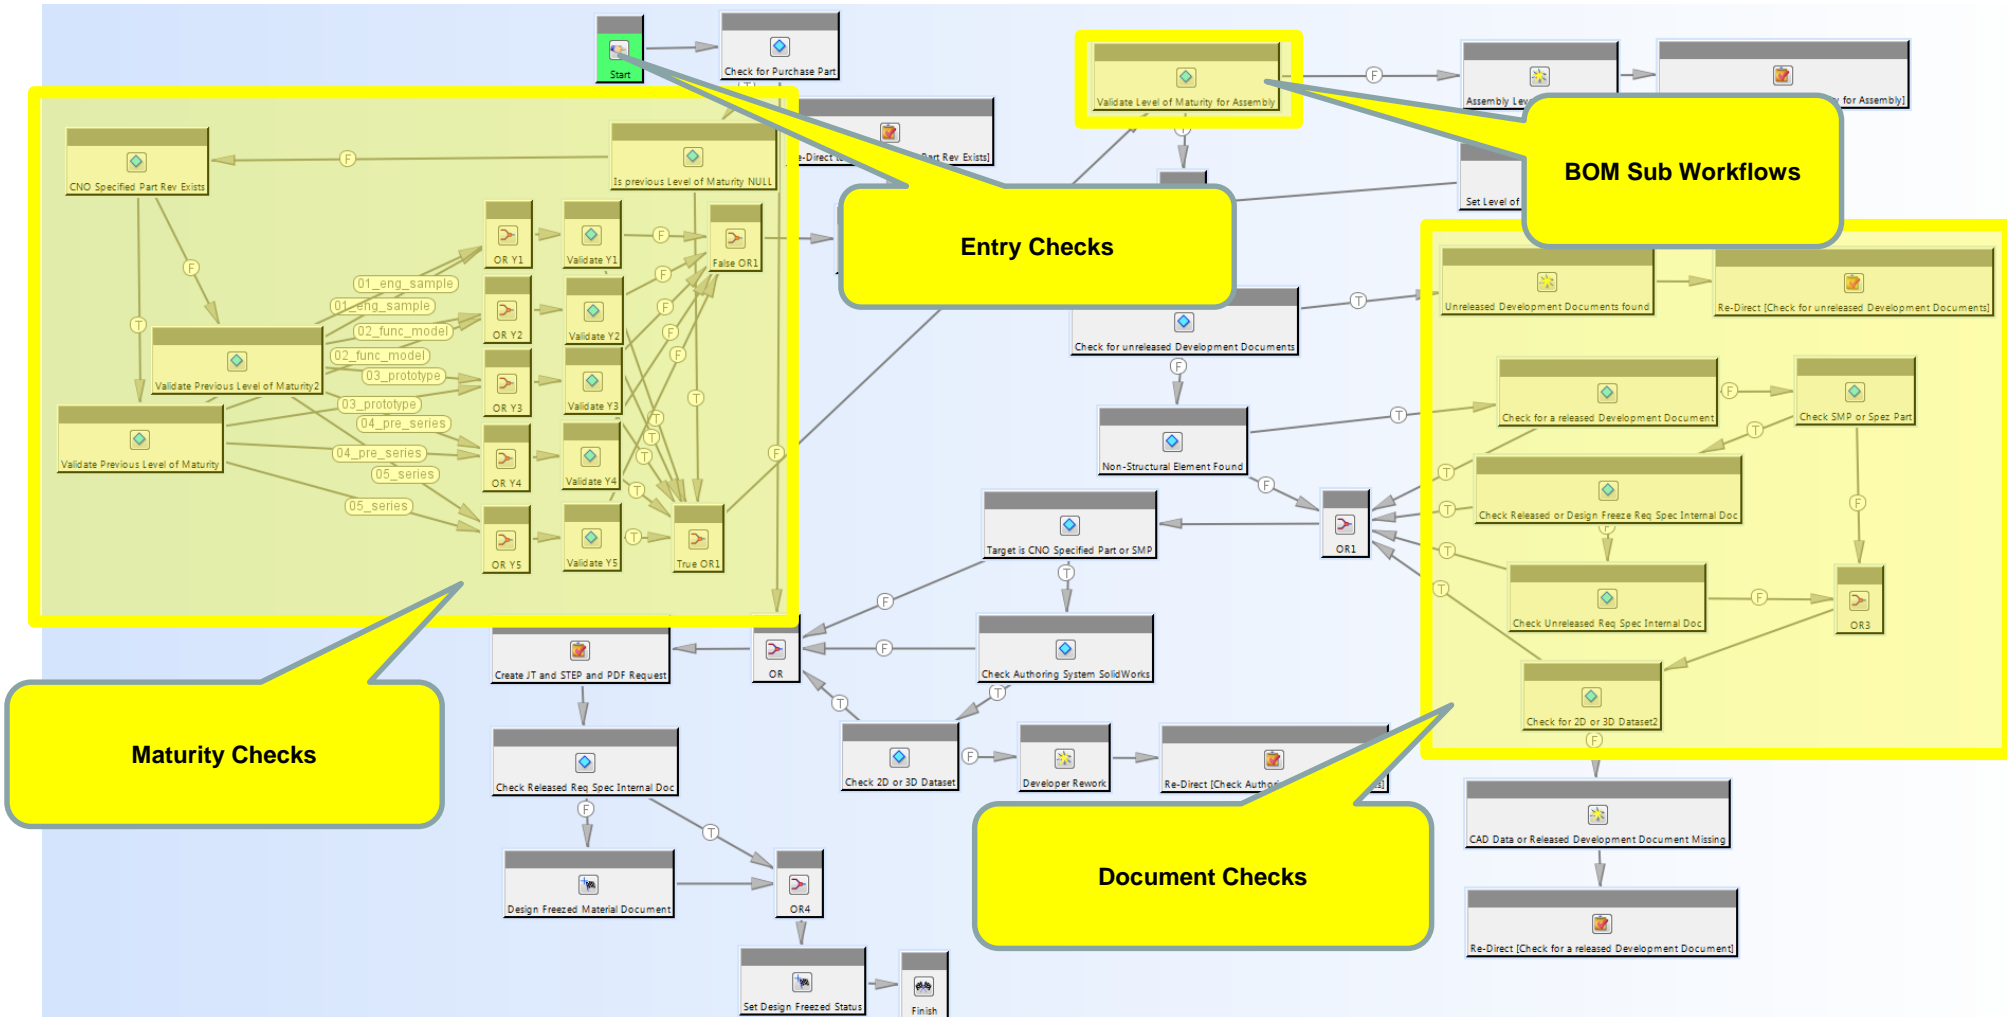 Start
Check for Purchase Part
T
Validate Level of Maturity for Assembly
F
Assembly
for Assembly]
BOM Sub Workflows
CNO Specified Part Rev Exists
F
Is previous Level of Maturity NULL
Part Rev Exists]
T
Set Level of
Entry Checks
OR Y1
Validate Y1
F
False OR1
F
T
01_eng_sample
01_eng_sample
02_func_model
02_func_model
03_prototype
03_prototype
04_pre_series
04_pre_series
05_series
05_series
OR Y2
Validate Y2
F
F
F
F
Validate Previous Level of Maturity2
OR Y3
Validate Y3
T
Validate Previous Level of Maturity
OR Y4
Validate Y4
T
T
T
T
OR Y5
Validate Y5
T
True OR1
F
Maturity Checks
Check for unreleased Development Documents
T
Unreleased Development Documents found
Re-Direct [Check for unreleased Development Documents]
F
Non-Structural Element Found
T
F
Check for a released Development Document
F
Check SMP or Spez Part
T
T
F
Check Released or Design Freeze Req Spec Internal Doc
T
F
Check Unreleased Req Spec Internal Doc
T
F
OR3
T
Check for 2D or 3D Dataset2
F
OR1
Target is CNO Specified Part or SMP
F
T
Check Authoring System SolidWorks
F
T
OR
T
Create JT and STEP and PDF Request
Check 2D or 3D Dataset
F
Developer Rework
Re-Direct [Check
Check Released Req Spec Internal Doc
F
T
Document Checks
CAD Data or Released Development Document Missing
Re-Direct [Check for a released Development Document]
Design Freezed Material Document
OR4
Set Design Freezed Status
Finish